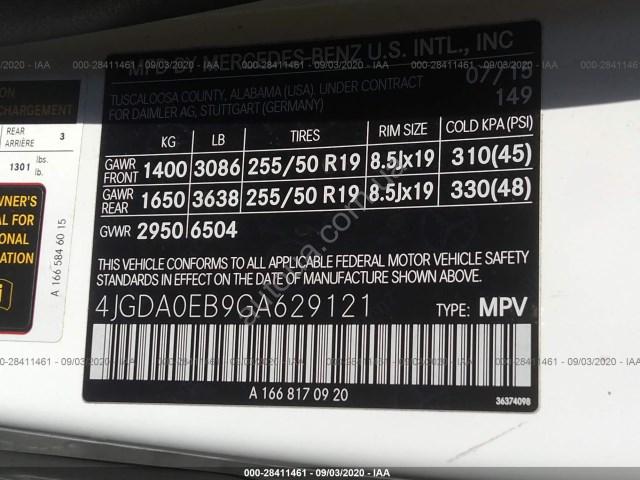 000-28411461 - 09/03/2020 - IAA
MFD BY MERCEDES-BENZ U.S. INTL., INC
TUSCALOOSA COUNTY, ALABAMA (USA), UNDER CONTRACT
FOR DAIMLER AG, STUTTGART (GERMANY)
07/15
149
KG LB TIRES RIM SIZE COLD KPA(PSI)
GAWR FRONT 1400 3086 255/50 R19 8.5Jx19 310(45)
GAWR REAR 1650 3638 255/50 R19 8.5Jx19 330(48)
GVWR 2950 6504
THIS VEHICLE CONFORMS TO ALL APPLICABLE FEDERAL MOTOR VEHICLE SAFETY
STANDARDS IN EFFECT ON THE DATE OF MANUFACTURE SHOWN ABOVE.
4JGDA0EB9GA629121 TYPE: MPV
A 166 817 09 20
36374098
REAR
ARRIÈRE
3
1301 lbs.
lb.
WNER'S
FOR
ONAL
ATION
A 166 584 60 15
000-28411461 - 09/03/2020 - IAA